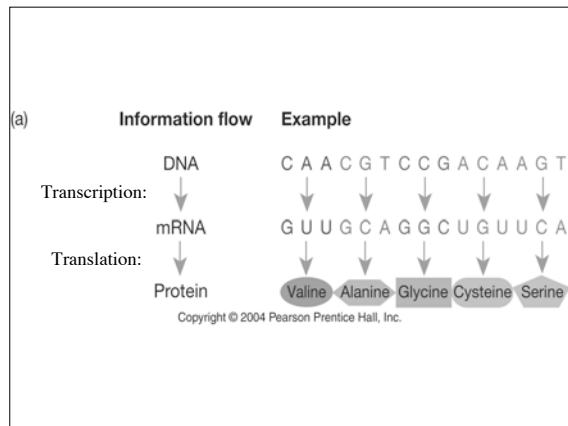 (a) Information flow Example
DNA C A A C G T C C G A C A A G T
Transcription:
mRNA G U U G C A G G C U G U U C A
Translation:
Protein Valine Alanine Glycine Cysteine Serine
Copyright © 2004 Pearson Prentice Hall, Inc.